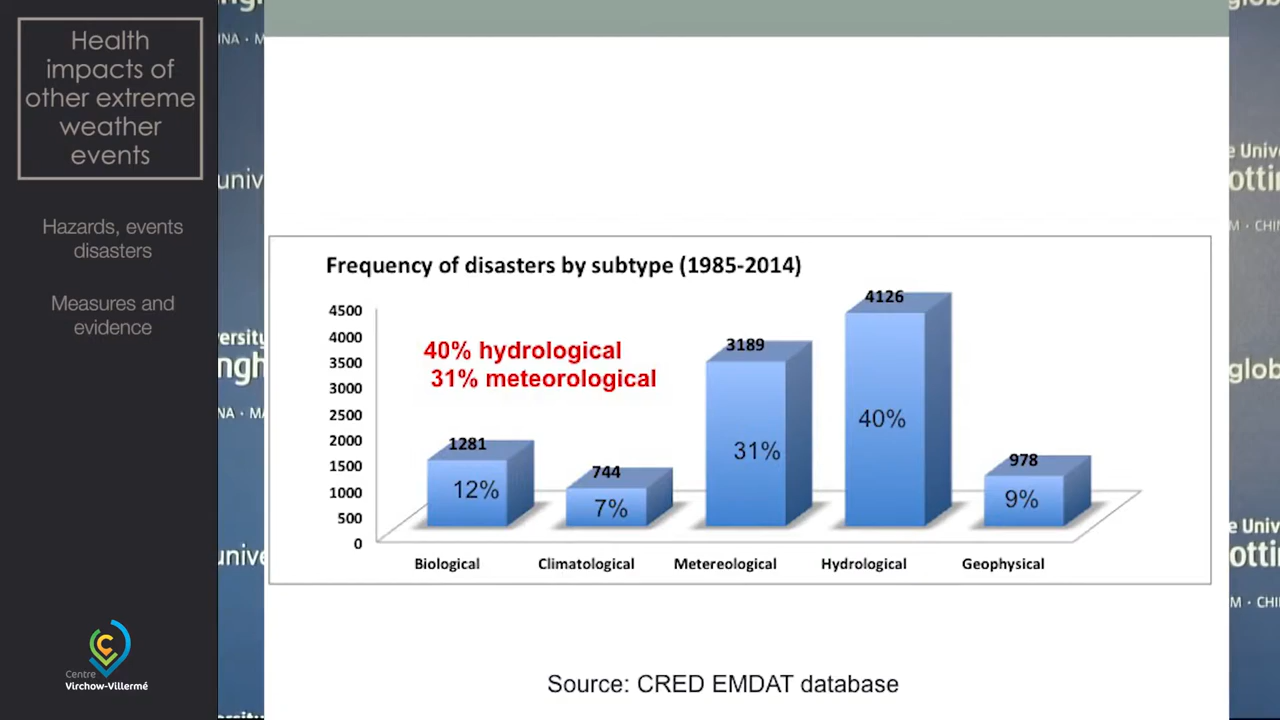 Health
impacts of
other extreme
weather
events
Hazards, events
disasters
Measures and
evidence
Centre
Virchow-Villermé
Frequency of disasters by subtype (1985-2014)
4500
4000
3500
3000
2500
2000
1500
1000
500
0
40% hydrological
31% meteorological
1281
12%
744
7%
3189
31%
4126
40%
978
9%
Biological
Climatological
Metereological
Hydrological
Geophysical
Source: CRED EMDAT database